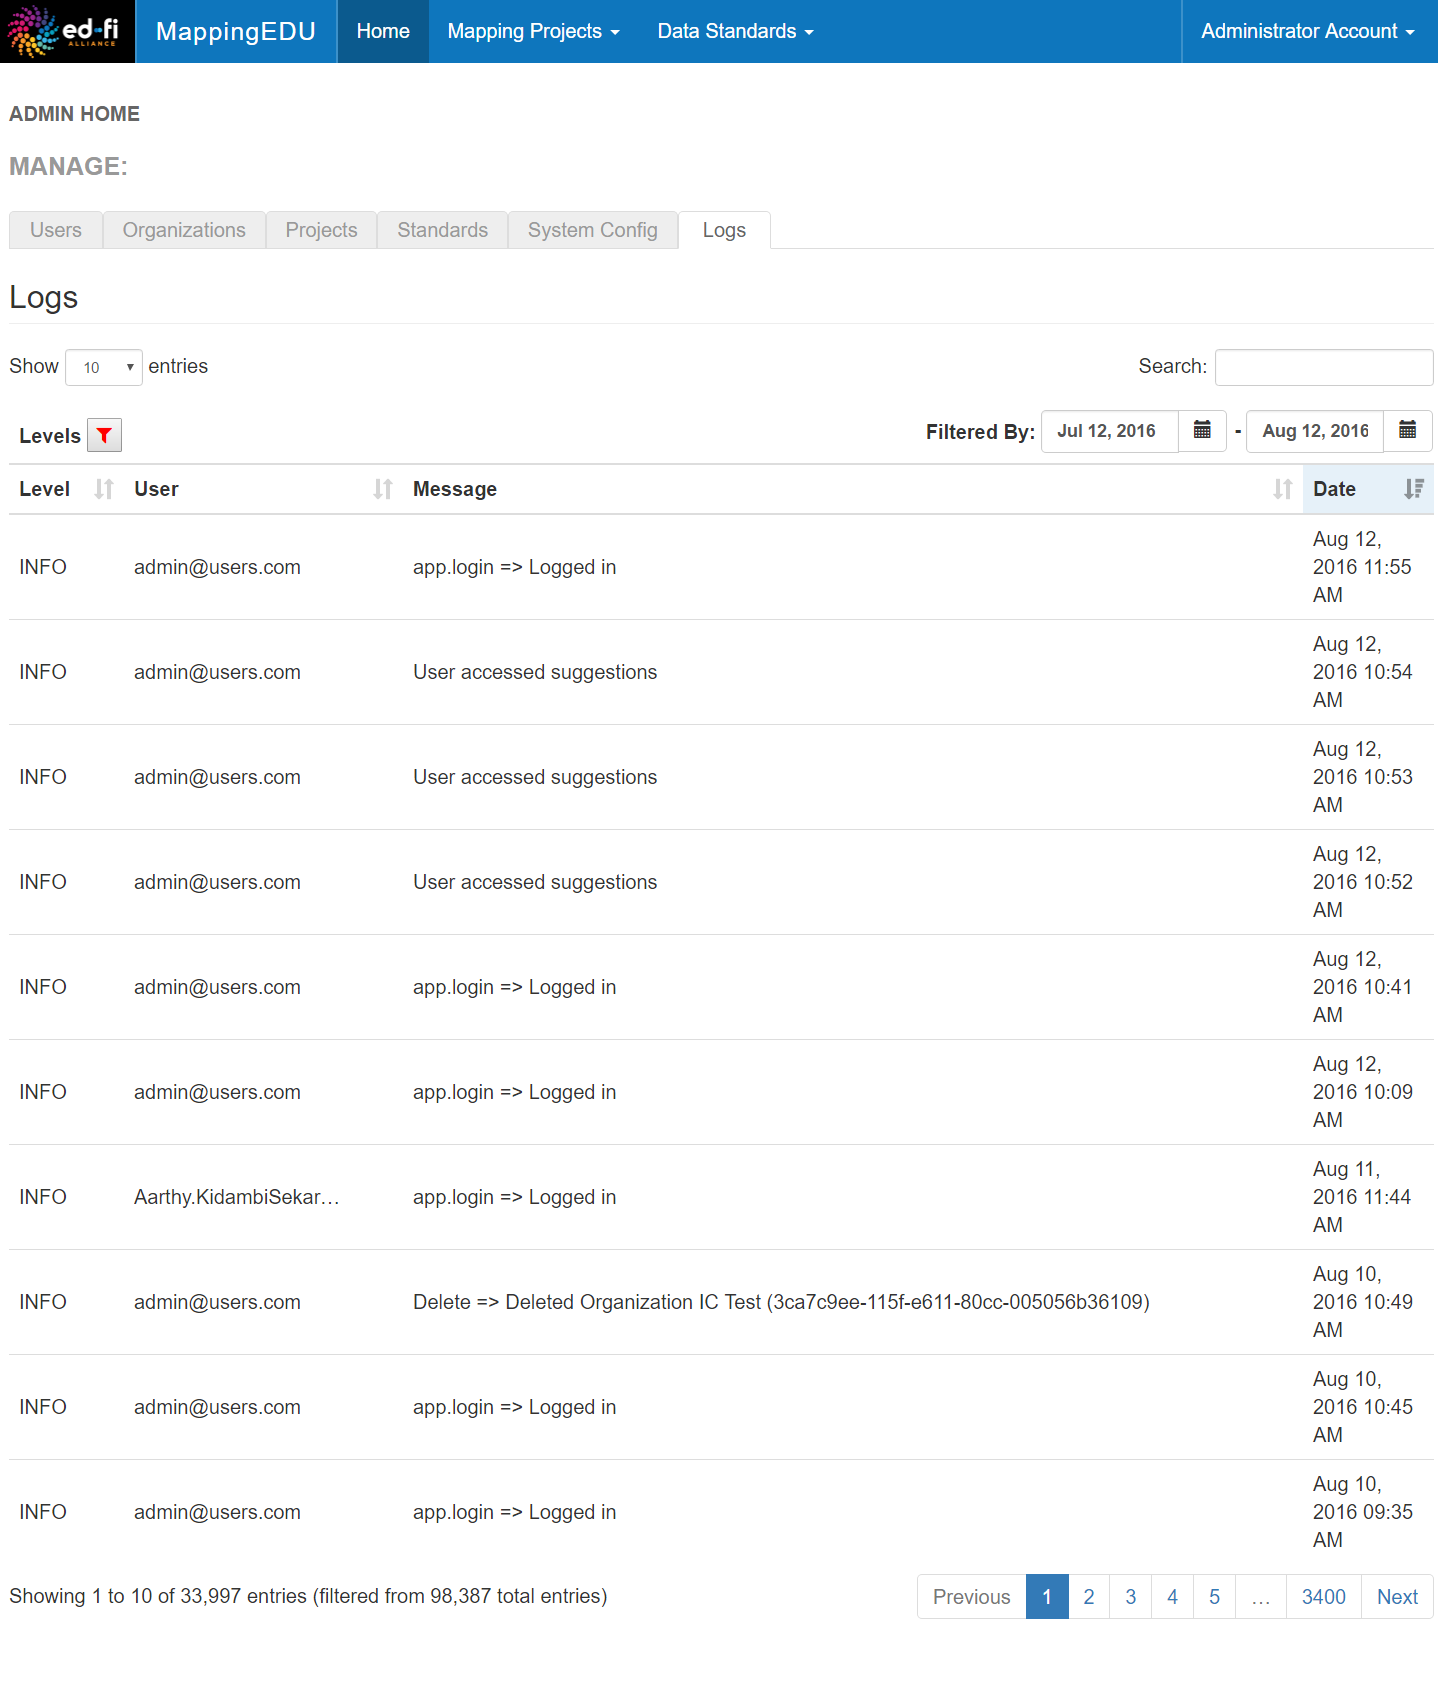 ed-fi
ALLIANCE
MappingEDU
Home
Mapping Projects
Data Standards
Administrator Account
ADMIN HOME
MANAGE:
Users
Organizations
Projects
Standards
System Config
Logs
Logs
Show 10 entries
Search:
Levels
Filtered By: Jul 12, 2016 - Aug 12, 2016
Level User Message Date
INFO admin@users.com app.login => Logged in Aug 12,
2016 11:55
AM
INFO admin@users.com User accessed suggestions Aug 12,
2016 10:54
AM
INFO admin@users.com User accessed suggestions Aug 12,
2016 10:53
AM
INFO admin@users.com User accessed suggestions Aug 12,
2016 10:52
AM
INFO admin@users.com app.login => Logged in Aug 12,
2016 10:41
AM
INFO admin@users.com app.login => Logged in Aug 12,
2016 10:09
AM
INFO Aarthy.KidambiSekar... app.login => Logged in Aug 11,
2016 11:44
AM
INFO admin@users.com Delete => Deleted Organization IC Test (3ca7c9ee-115f-e611-80cc-005056b36109) Aug 10,
2016 10:49
AM
INFO admin@users.com app.login => Logged in Aug 10,
2016 10:45
AM
INFO admin@users.com app.login => Logged in Aug 10,
2016 09:35
AM
Showing 1 to 10 of 33,997 entries (filtered from 98,387 total entries)
Previous 1 2 3 4 5 ... 3400 Next